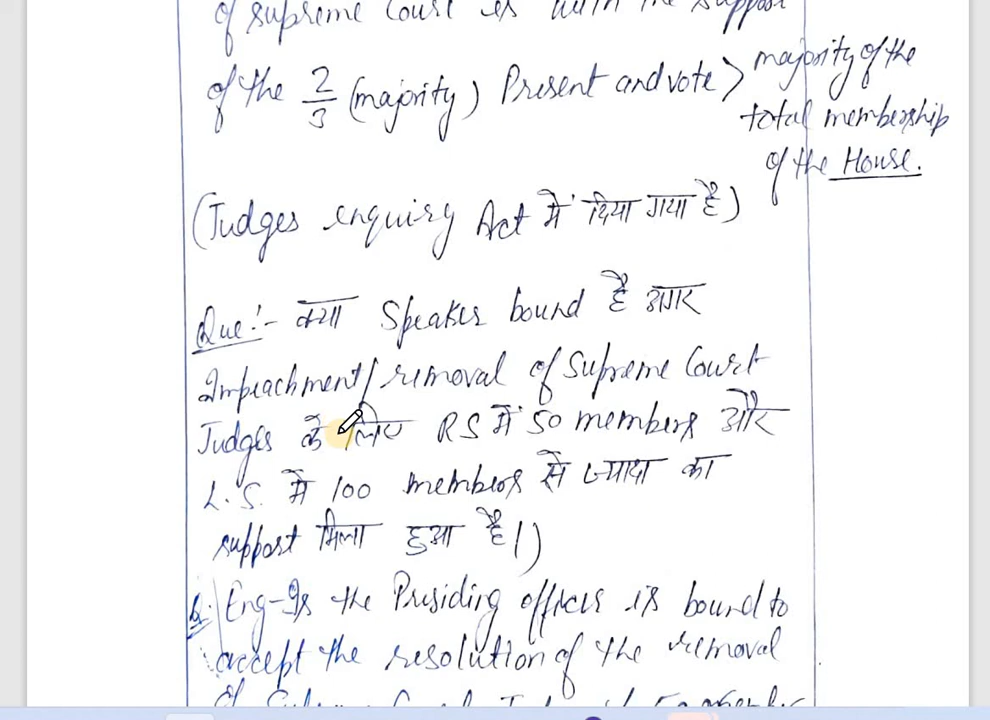 of supreme Court is with the support
of the 2/3 (majority) Present and vote > majority of the
total membership
of the House.
(Judges enquiry Act में दिया गया है)
Que:- क्या Speaker bound है अगर
Impeachment/removal of Supreme Court
Judges के लिए RS में 50 members और
L.S. में 100 members से ज्यादा का
support मिला हुआ है।)
Q. Eng-Is the Presiding officer is bound to
accept the resolution of the removal